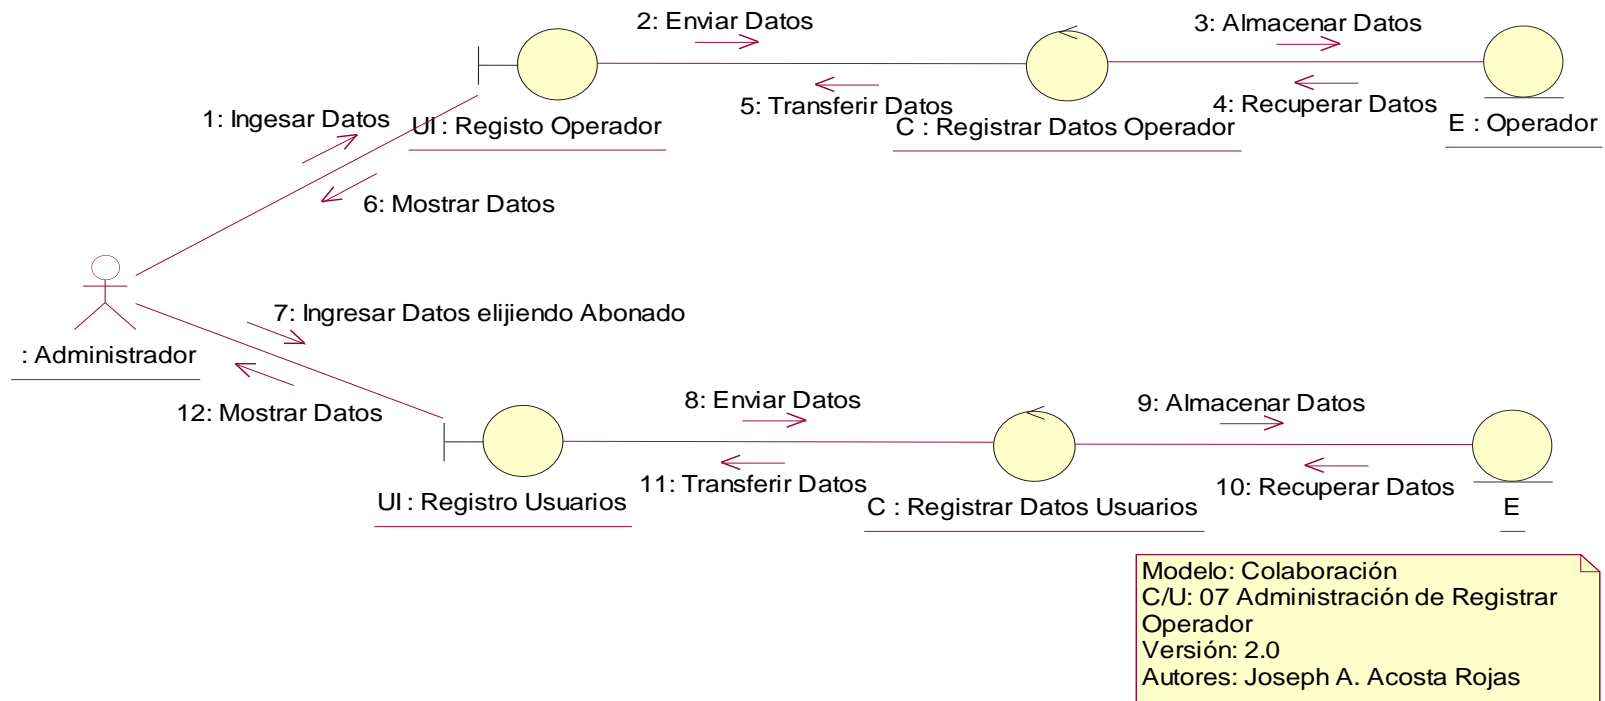 2: Enviar Datos
3: Almacenar Datos
5: Transferir Datos
4: Recuperar Datos
1: Ingesar Datos
UI : Registo Operador
C : Registrar Datos Operador
E : Operador
6: Mostrar Datos
7: Ingresar Datos elijiendo Abonado
: Administrador
12: Mostrar Datos
8: Enviar Datos
9: Almacenar Datos
11: Transferir Datos
10: Recuperar Datos
UI : Registro Usuarios
C : Registrar Datos Usuarios
E
Modelo: Colaboración
C/U: 07 Administración de Registrar
Operador
Versión: 2.0
Autores: Joseph A. Acosta Rojas